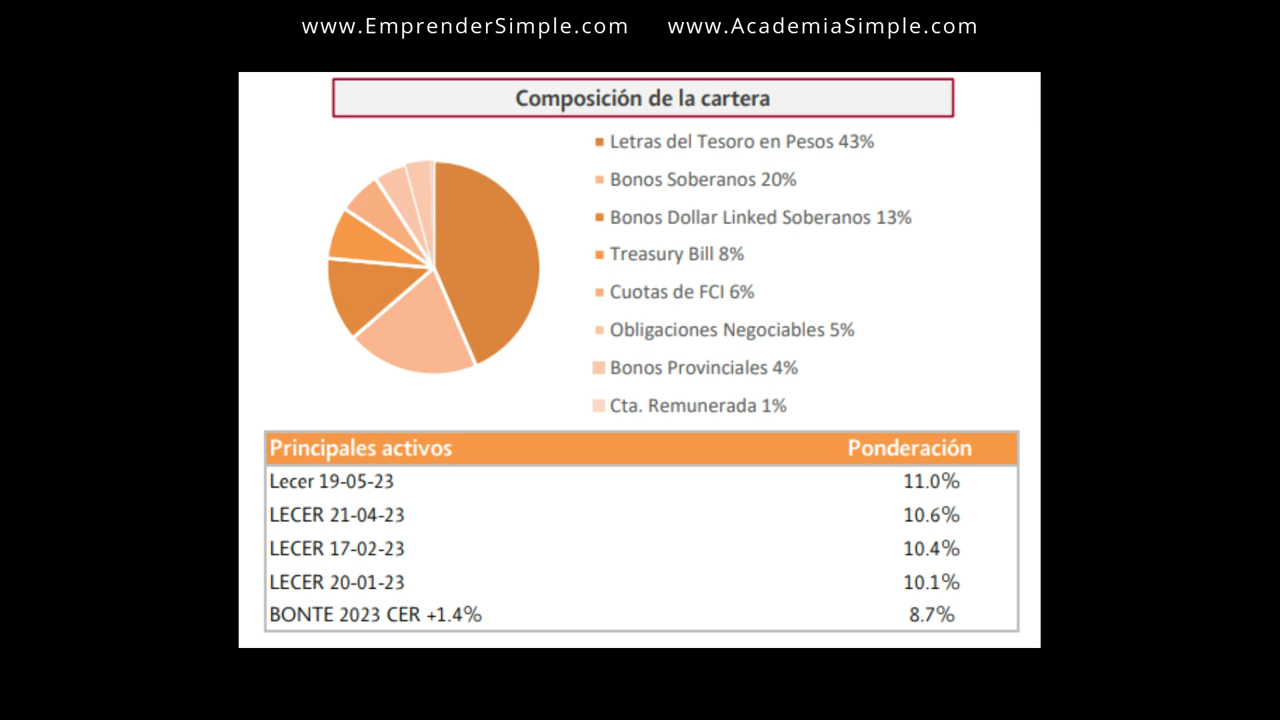 www.EmprenderSimple.com www.AcademiaSimple.com
Composición de la cartera
Letras del Tesoro en Pesos 43%
Bonos Soberanos 20%
Bonos Dollar Linked Soberanos 13%
Treasury Bill 8%
Cuotas de FCI 6%
Obligaciones Negociables 5%
Bonos Provinciales 4%
Cta. Remunerada 1%
Principales activos Ponderación
Lecer 19-05-23 11.0%
LECER 21-04-23 10.6%
LECER 17-02-23 10.4%
LECER 20-01-23 10.1%
BONTE 2023 CER +1.4% 8.7%